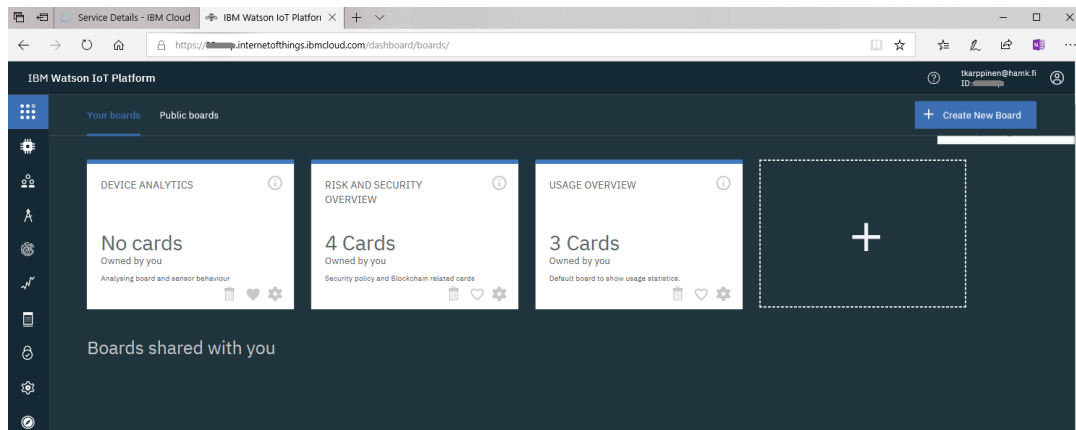 Service Details - IBM Cloud
IBM Watson IoT Platforr
https://
.internetofthings.ibmcloud.com/dashboard/boards/
IBM Watson IoT Platform
tkarppinen@hamk.fi
ID:
Your boards Public boards
+ Create New Board
DEVICE ANALYTICS
No cards
Owned by you
Analysing board and sensor behaviour
RISK AND SECURITY
OVERVIEW
4 Cards
Owned by you
Security policy and Blockchain related cards
USAGE OVERVIEW
3 Cards
Owned by you
Default board to show usage statistics.
Boards shared with you